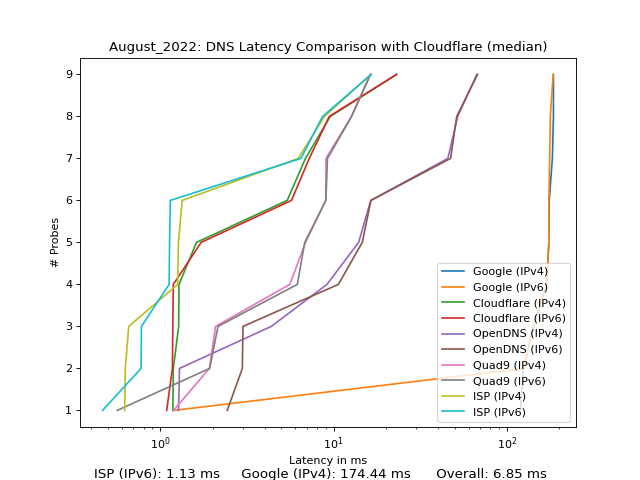 August_2022: DNS Latency Comparison with Cloudflare (median)
# Probes
9
8
7
6
5
4
3
2
1
Google (IPv4)
Google (IPv6)
Cloudflare (IPv4)
Cloudflare (IPv6)
OpenDNS (IPv4)
OpenDNS (IPv6)
Quad9 (IPv4)
Quad9 (IPv6)
ISP (IPv4)
ISP (IPv6)
10⁰ 10¹ 10²
Latency in ms
ISP (IPv6): 1.13 ms Google (IPv4): 174.44 ms Overall: 6.85 ms